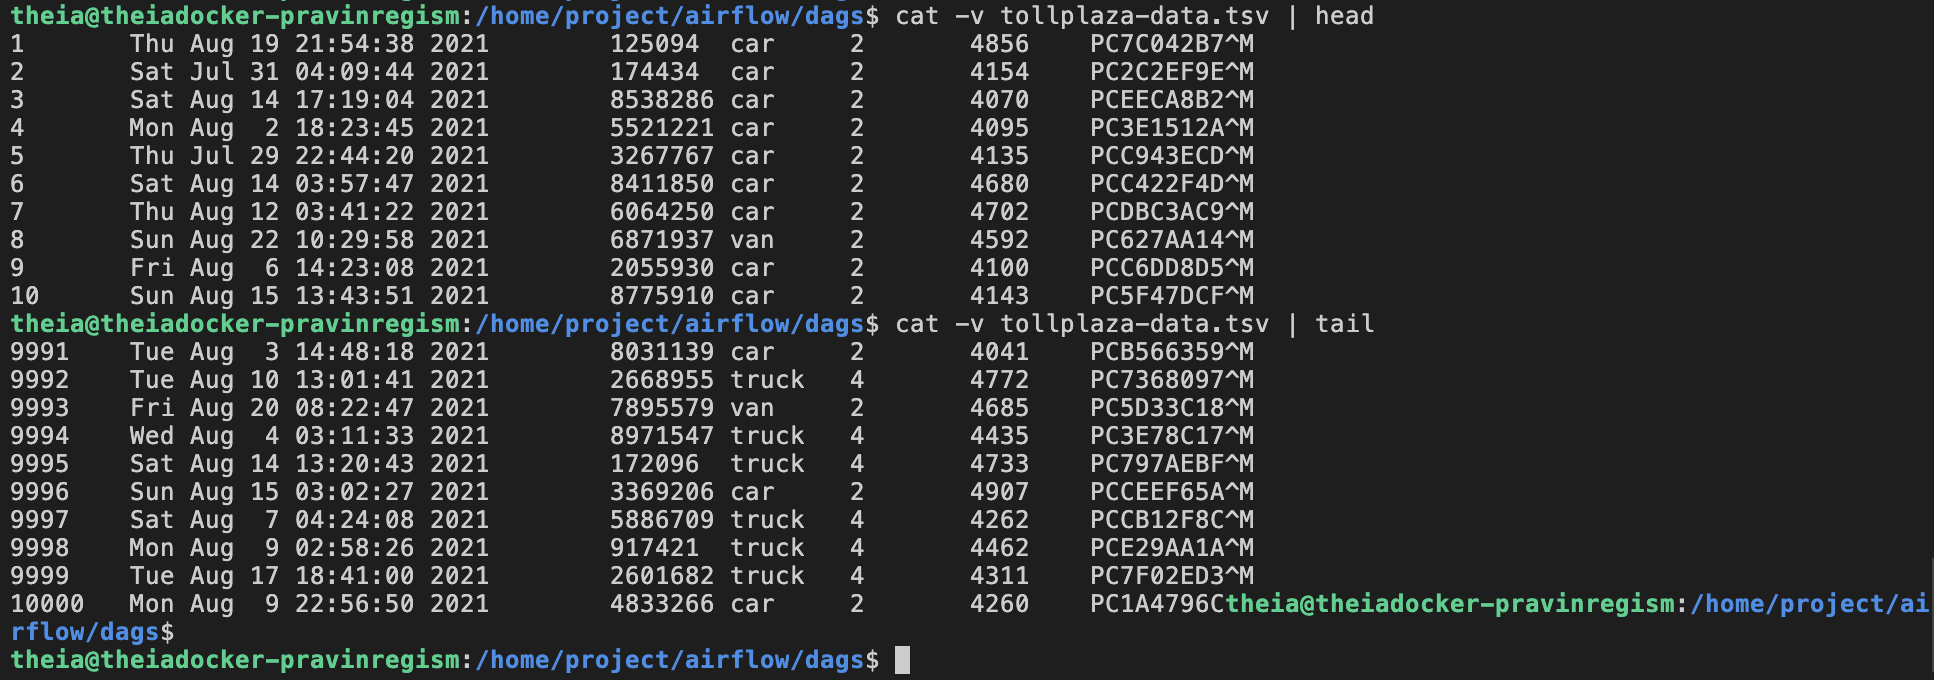 theia@theiadocker-pravinregism:/home/project/airflow/dags$ cat -v tollplaza-data.tsv | head
1       Thu Aug 19 21:54:38 2021        125094  car     2       4856    PC7C042B7^M
2       Sat Jul 31 04:09:44 2021        174434  car     2       4154    PC2C2EF9E^M
3       Sat Aug 14 17:19:04 2021        8538286 car     2       4070    PCEECA8B2^M
4       Mon Aug  2 18:23:45 2021        5521221 car     2       4095    PC3E1512A^M
5       Thu Jul 29 22:44:20 2021        3267767 car     2       4135    PCC943ECD^M
6       Sat Aug 14 03:57:47 2021        8411850 car     2       4680    PCC422F4D^M
7       Thu Aug 12 03:41:22 2021        6064250 car     2       4702    PCDBC3AC9^M
8       Sun Aug 22 10:29:58 2021        6871937 van     2       4592    PC627AA14^M
9       Fri Aug  6 14:23:08 2021        2055930 car     2       4100    PCC6DD8D5^M
10      Sun Aug 15 13:43:51 2021        8775910 car     2       4143    PC5F47DCF^M
theia@theiadocker-pravinregism:/home/project/airflow/dags$ cat -v tollplaza-data.tsv | tail
9991    Tue Aug  3 14:48:18 2021        8031139 car     2       4041    PCB566359^M
9992    Tue Aug 10 13:01:41 2021        2668955 truck   4       4772    PC7368097^M
9993    Fri Aug 20 08:22:47 2021        7895579 van     2       4685    PC5D33C18^M
9994    Wed Aug  4 03:11:33 2021        8971547 truck   4       4435    PC3E78C17^M
9995    Sat Aug 14 13:20:43 2021        172096  truck   4       4733    PC797AEBF^M
9996    Sun Aug 15 03:02:27 2021        3369206 car     2       4907    PCCEEF65A^M
9997    Sat Aug  7 04:24:08 2021        5886709 truck   4       4262    PCCB12F8C^M
9998    Mon Aug  9 02:58:26 2021        917421  truck   4       4462    PCE29AA1A^M
9999    Tue Aug 17 18:41:00 2021        2601682 truck   4       4311    PC7F02ED3^M
10000   Mon Aug  9 22:56:50 2021        4833266 car     2       4260    PC1A4796Ctheia@theiadocker-pravinregism:/home/project/ai
rflow/dags$
theia@theiadocker-pravinregism:/home/project/airflow/dags$